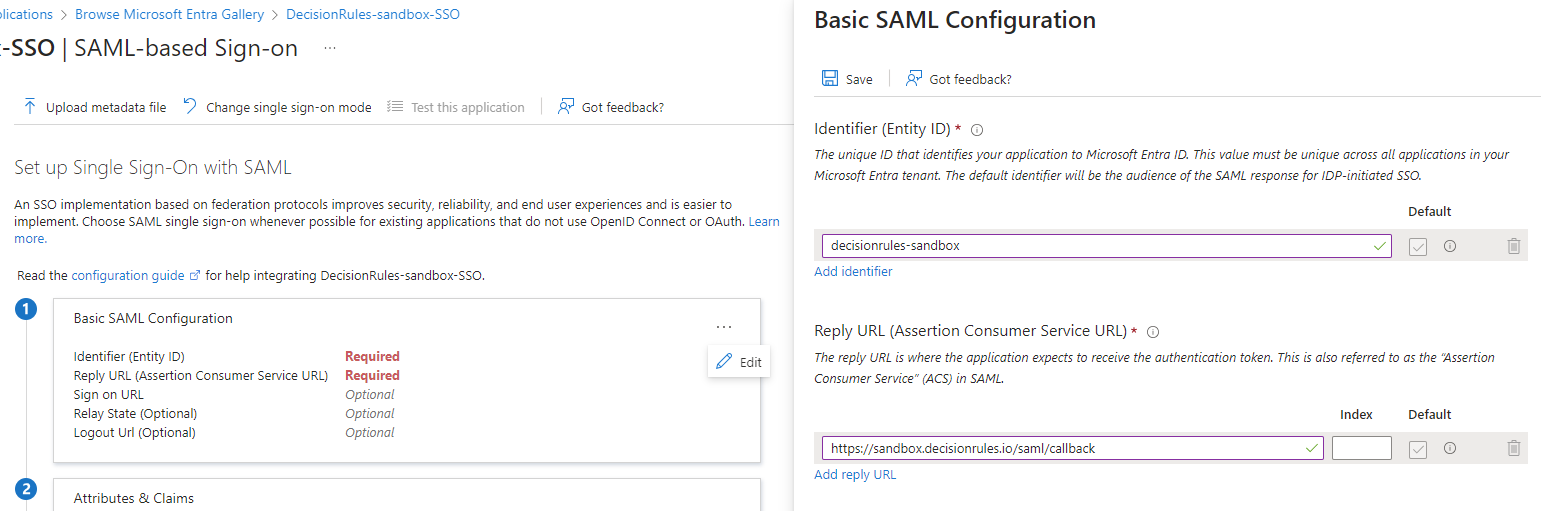 plications > Browse Microsoft Entra Gallery > DecisionRules-sandbox-SSO
-SSO | SAML-based Sign-on ...
Upload metadata file Change single sign-on mode Test this application Got feedback?
Set up Single Sign-On with SAML
An SSO implementation based on federation protocols improves security, reliability, and end user experiences and is easier to
implement. Choose SAML single sign-on whenever possible for existing applications that do not use OpenID Connect or OAuth. Learn
more.
Read the configuration guide for help integrating DecisionRules-sandbox-SSO.
1
Basic SAML Configuration
...
Edit
Identifier (Entity ID) Required
Reply URL (Assertion Consumer Service URL) Required
Sign on URL Optional
Relay State (Optional) Optional
Logout Url (Optional) Optional
2
Attributes & Claims
Basic SAML Configuration
Save Got feedback?
Identifier (Entity ID) *
The unique ID that identifies your application to Microsoft Entra ID. This value must be unique across all applications in your
Microsoft Entra tenant. The default identifier will be the audience of the SAML response for IDP-initiated SSO.
Default
decisionrules-sandbox
Add identifier
Reply URL (Assertion Consumer Service URL) *
The reply URL is where the application expects to receive the authentication token. This is also referred to as the “Assertion
Consumer Service” (ACS) in SAML.
Index Default
https://sandbox.decisionrules.io/saml/callback
Add reply URL